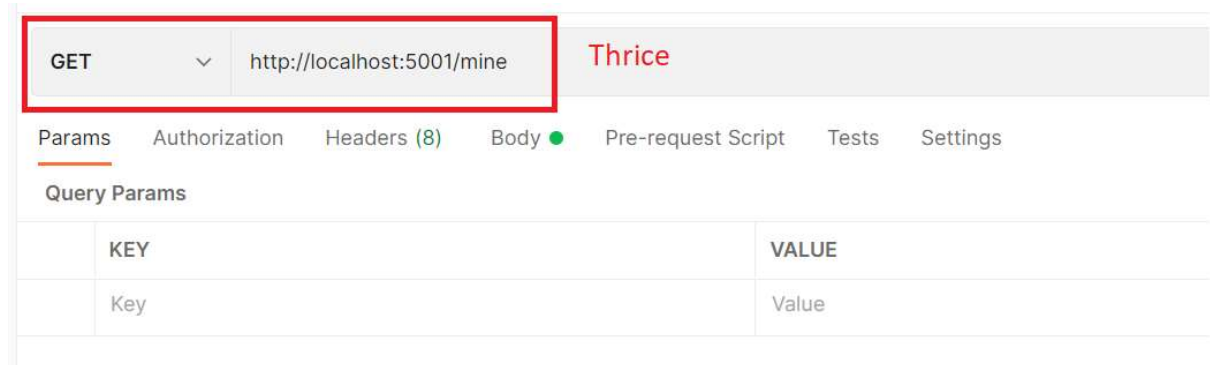 GET http://localhost:5001/mine Thrice
Params Authorization Headers (8) Body Pre-request Script Tests Settings
Query Params
KEY VALUE
Key Value